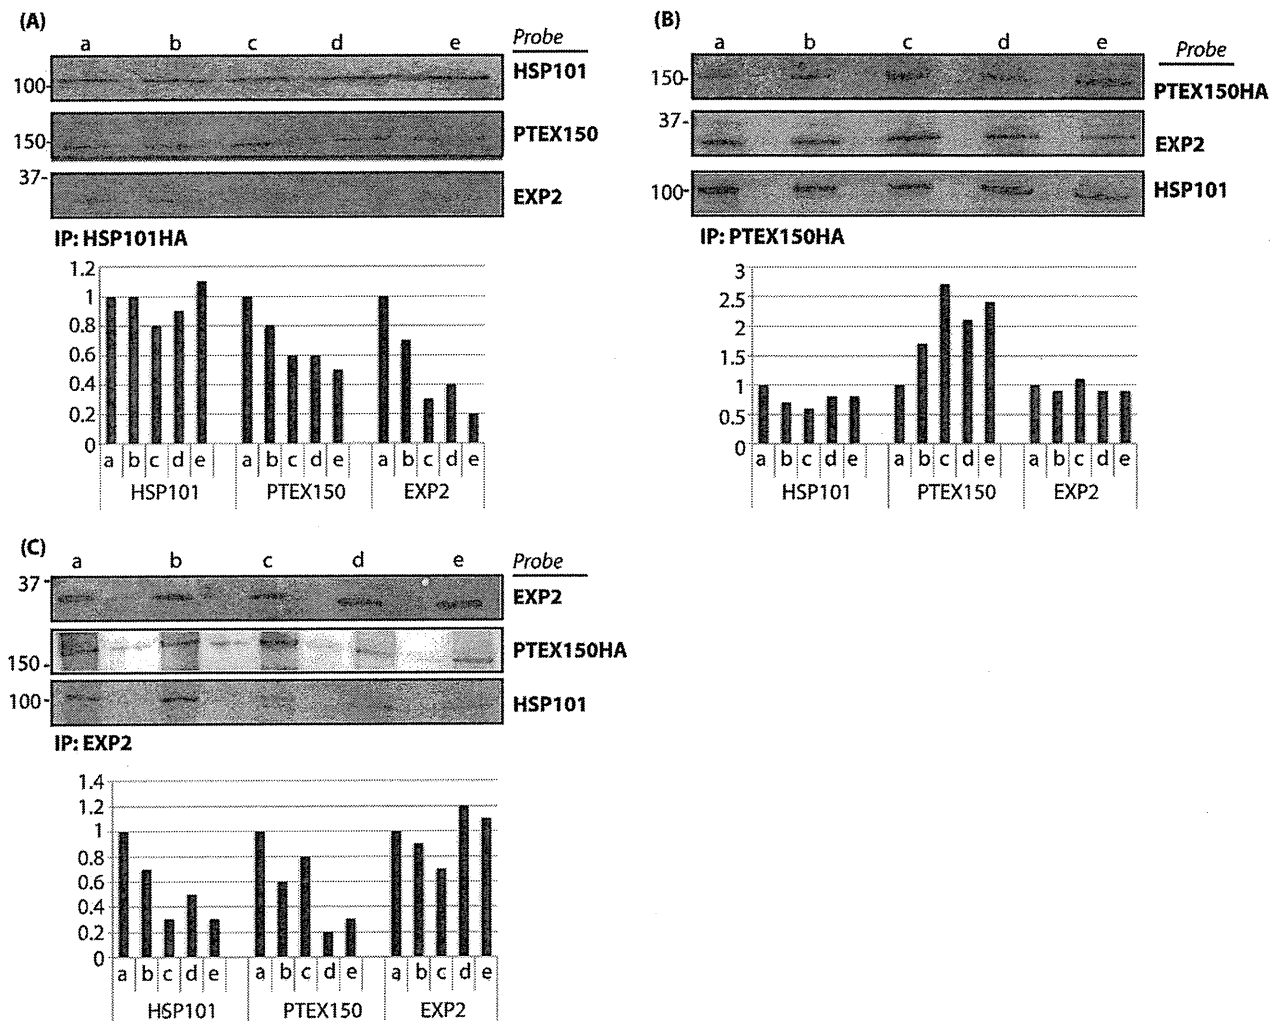 (A)
a b c d e Probe
100- HSP101
150- PTEX150
37- EXP2
IP: HSP101HA
1.2
1
0.8
0.6
0.4
0.2
0
a b c d e a b c d e a b c d e
HSP101 PTEX150 EXP2
(B)
a b c d e Probe
150- PTEX150HA
37- EXP2
100- HSP101
IP: PTEX150HA
3
2.5
2
1.5
1
0.5
0
a b c d e a b c d e a b c d e
HSP101 PTEX150 EXP2
(C)
a b c d e Probe
37- EXP2
150- PTEX150HA
100- HSP101
IP: EXP2
1.4
1.2
1
0.8
0.6
0.4
0.2
0
a b c d e a b c d e a b c d e
HSP101 PTEX150 EXP2